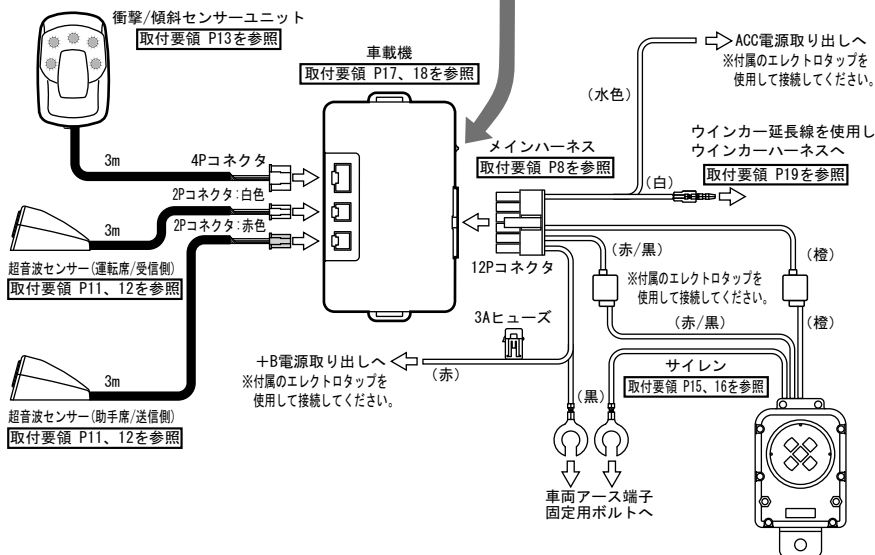 衝撃/傾斜センサーユニット
取付要領 P13を参照
車載機
取付要領 P17、18を参照
ACC電源取り出しへ
※付属のエレクトロタップを
使用して接続してください。
(水色)
ウインカー延長線を使用し
ウインカーハーネスへ
取付要領 P19を参照
メインハーネス
取付要領 P8を参照
(白)
3m
4Pコネクタ
2Pコネクタ:白色
3m
2Pコネクタ:赤色
超音波センサー(運転席/受信側)
取付要領 P11、12を参照
12Pコネクタ
(赤/黒)
(橙)
※付属のエレクトロタップを
使用して接続してください。
3Aヒューズ
(赤/黒)
(橙)
+B電源取り出しへ
(赤)
※付属のエレクトロタップを
使用して接続してください。
サイレン
取付要領 P15、16を参照
(黒)
3m
超音波センサー(助手席/送信側)
取付要領 P11、12を参照
車両アース端子
固定用ボルトへ